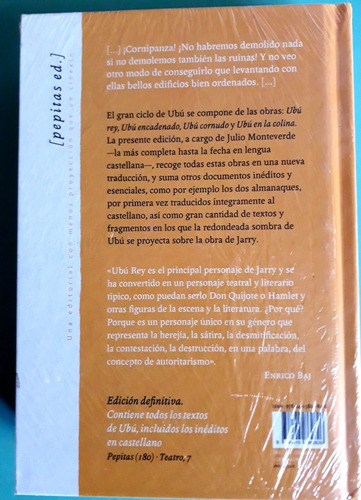 [pepitas ed.]
Una editorial con menos proyección que un
[...] ¡Cornipanza! ¡No habremos demolido nada
si no demolemos también las ruinas! Y no veo
otro modo de conseguirlo que levantando con
ellas bellos edificios bien ordenados. [...]
El gran ciclo de Ubú se compone de las obras: Ubú
rey, Ubú encadenado, Ubú cornudo y Ubú en la colina.
La presente edición, a cargo de Julio Monteverde
—la más completa hasta la fecha en lengua
castellana—, recoge todas estas obras en una nueva
traducción, y suma otros documentos inéditos y
esenciales, como por ejemplo los dos almanaques,
por primera vez traducidos íntegramente al
castellano, así como gran cantidad de textos y
fragmentos en los que la redondeada sombra de
Ubú se proyecta sobre la obra de Jarry.
«Ubú Rey es el principal personaje de Jarry y se
ha convertido en un personaje teatral y literario
típico, como puedan serlo Don Quijote o Hamlet y
otras figuras de la escena y la literatura. ¿Por qué?
Porque es un personaje único en su género que
representa la herejía, la sátira, la desmitificación,
la contestación, la destrucción, en una palabra, del
concepto de autoritarismo».
Enrico Baj
Edición definitiva.
Contiene todos los textos
de Ubú, incluidos los inéditos
en castellano
Pepitas (180) · Teatro, 7